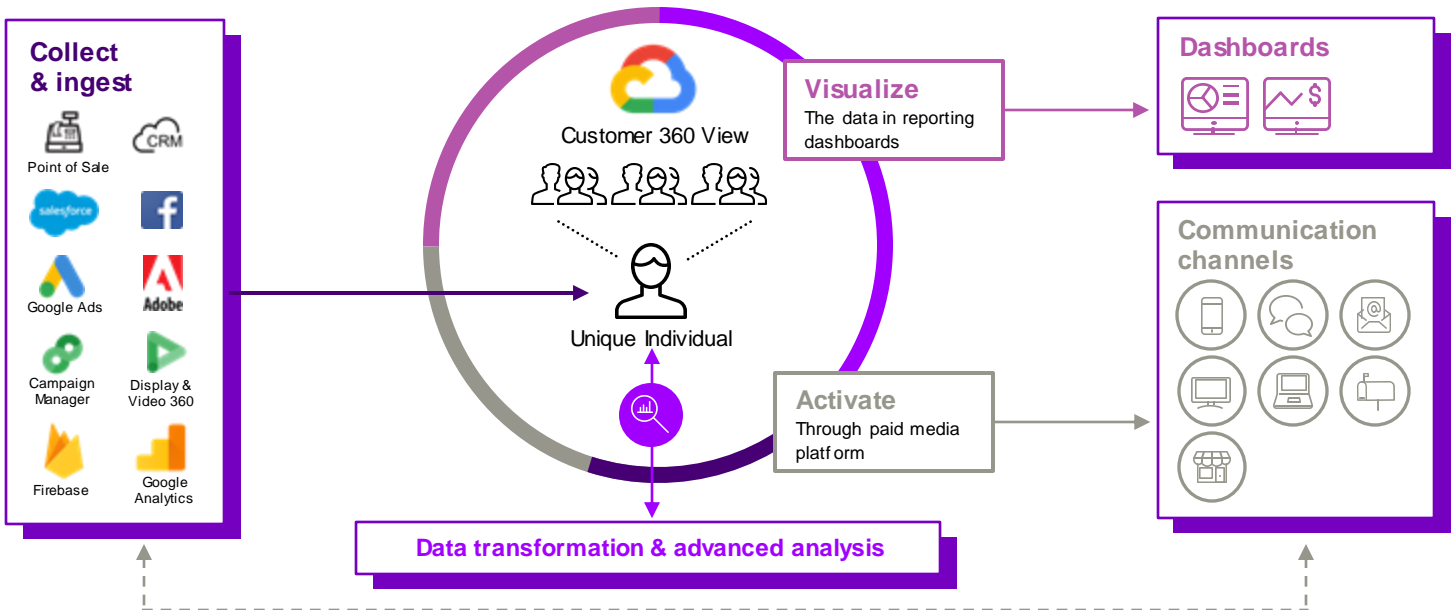 Collect
& ingest
CRM
Point of Sale
salesforce
f
Google Ads
Adobe
Campaign
Manager
Display &
Video 360
Firebase
Google
Analytics
Customer 360 View
Unique Individual
Visualize
The data in reporting
dashboards
Activate
Through paid media
platform
Data transformation & advanced analysis
Dashboards
$
Communication
channels
@